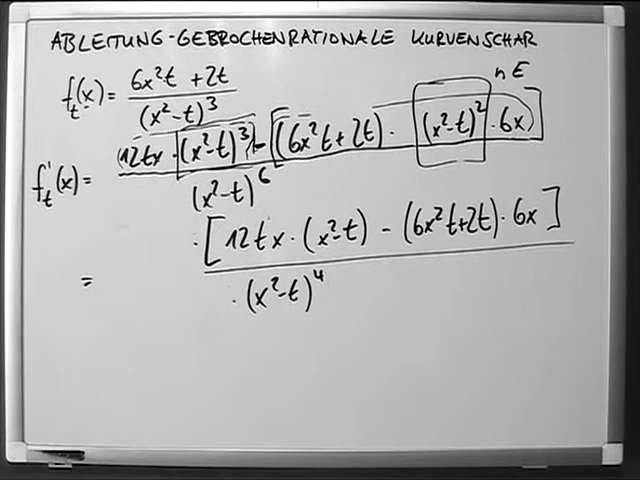 ABLEITUNG-GEBROCHENRATIONALE KURVENSCHAR
n E
f_t(x) = (6x²t + 2t) / (x²-t)³
f_t'(x) = (12tx · (x²-t)³ - [(6x²t+2t) · (x²-t)² · 6x]) / (x²-t)⁶
= · [12tx · (x²-t) - (6x²t+2t) · 6x] / · (x²-t)⁴